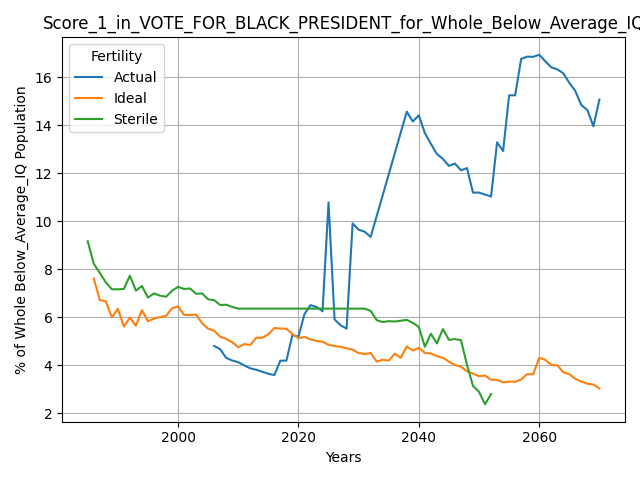 Score_1_in_VOTE_FOR_BLACK_PRESIDENT_for_Whole_Below_Average_IQ
Fertility
Actual
Ideal
Sterile
% of Whole Below_Average_IQ Population
16
14
12
10
8
6
4
2
2000 2020 2040 2060
Years